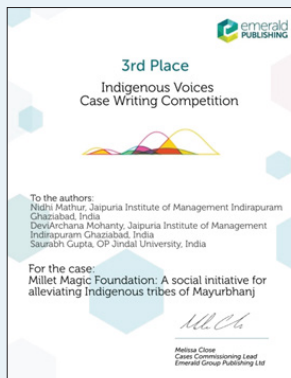 emerald
PUBLISHING
3rd Place
Indigenous Voices
Case Writing Competition
To the authors:
Nidhi Mathur, Jaipuria Institute of Management Indirapuram
Ghaziabad, India
DeviArchana Mohanty, Jaipuria Institute of Management
Indirapuram Ghaziabad, India
Saurabh Gupta, OP Jindal University, India
For the case:
Millet Magic Foundation: A social initiative for
alleviating Indigenous tribes of Mayurbhanj
Melissa Close
Cases Commissioning Lead
Emerald Group Publishing Ltd